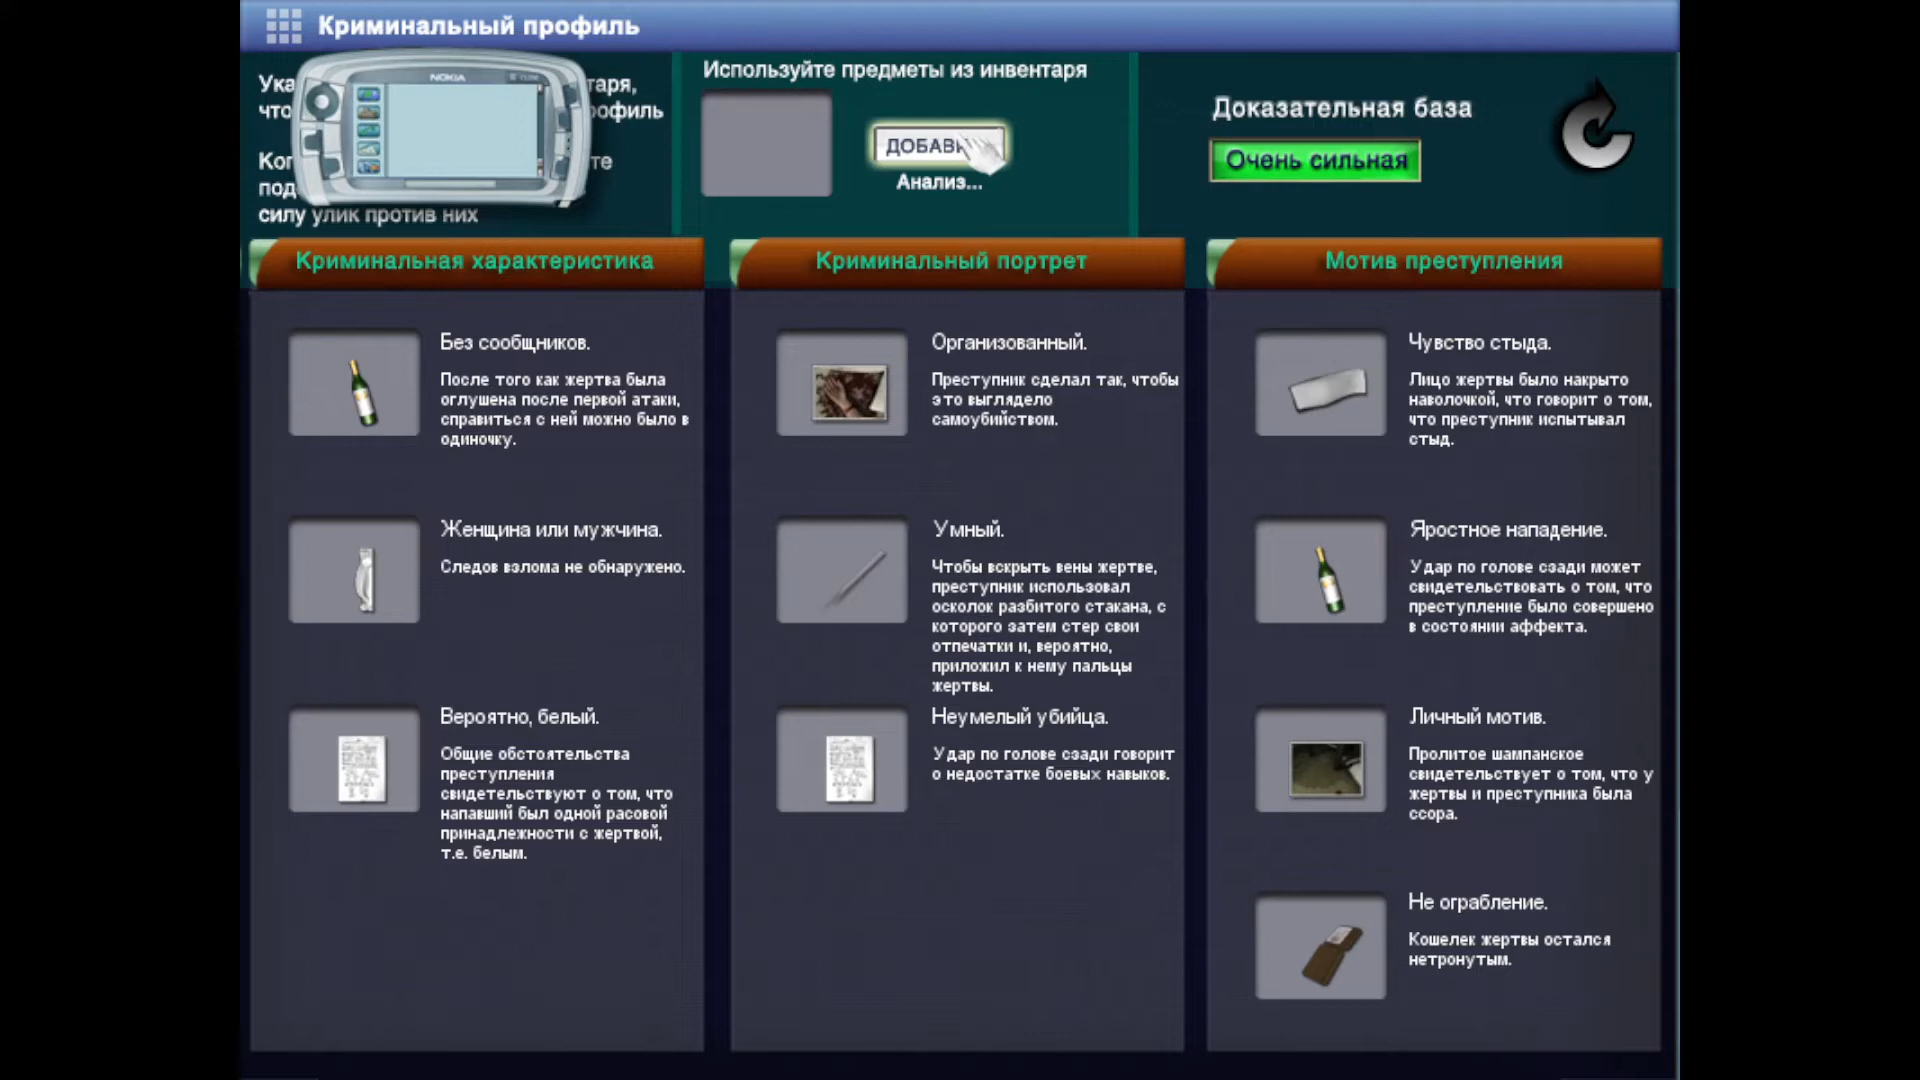 Криминальный профиль
NOKIA
Ука
таря,
что
рофиль
Ког
те
под
силу улик против них
Используйте предметы из инвентаря
Анализ...
Доказательная база
Очень сильная
Криминальная характеристика
Без сообщников.
После того как жертва была
оглушена после первой атаки,
справиться с ней можно было в
одиночку.
Женщина или мужчина.
Следов взлома не обнаружено.
Вероятно, белый.
Общие обстоятельства
преступления
свидетельствуют о том, что
напавший был одной расовой
принадлежности с жертвой,
т.е. белым.
Криминальный портрет
Организованный.
Преступник сделал так, чтобы
это выглядело
самоубийством.
Умный.
Чтобы вскрыть вены жертве,
преступник использовал
осколок разбитого стакана, с
которого затем стер свои
отпечатки и, вероятно,
приложил к нему пальцы
жертвы.
Неумелый убийца.
Удар по голове сзади говорит
о недостатке боевых навыков.
Мотив преступления
Чувство стыда.
Лицо жертвы было накрыто
наволочкой, что говорит о том,
что преступник испытывал
стыд.
Яростное нападение.
Удар по голове сзади может
свидетельствовать о том, что
преступление было совершено
в состоянии аффекта.
Личный мотив.
Пролитое шампанское
свидетельствует о том, что у
жертвы и преступника была
ссора.
Не ограбление.
Кошелек жертвы остался
нетронутым.